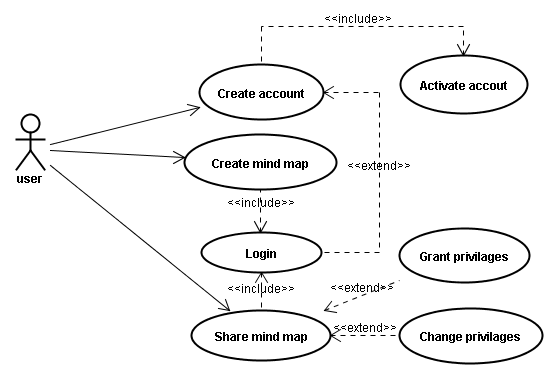 <<include>>
Create account
Activate accout
user
Create mind map
<<extend>>
<<include>>
Login
Grant privilages
<<include>>
<<extend>>
Share mind map
<<extend>>
Change privilages